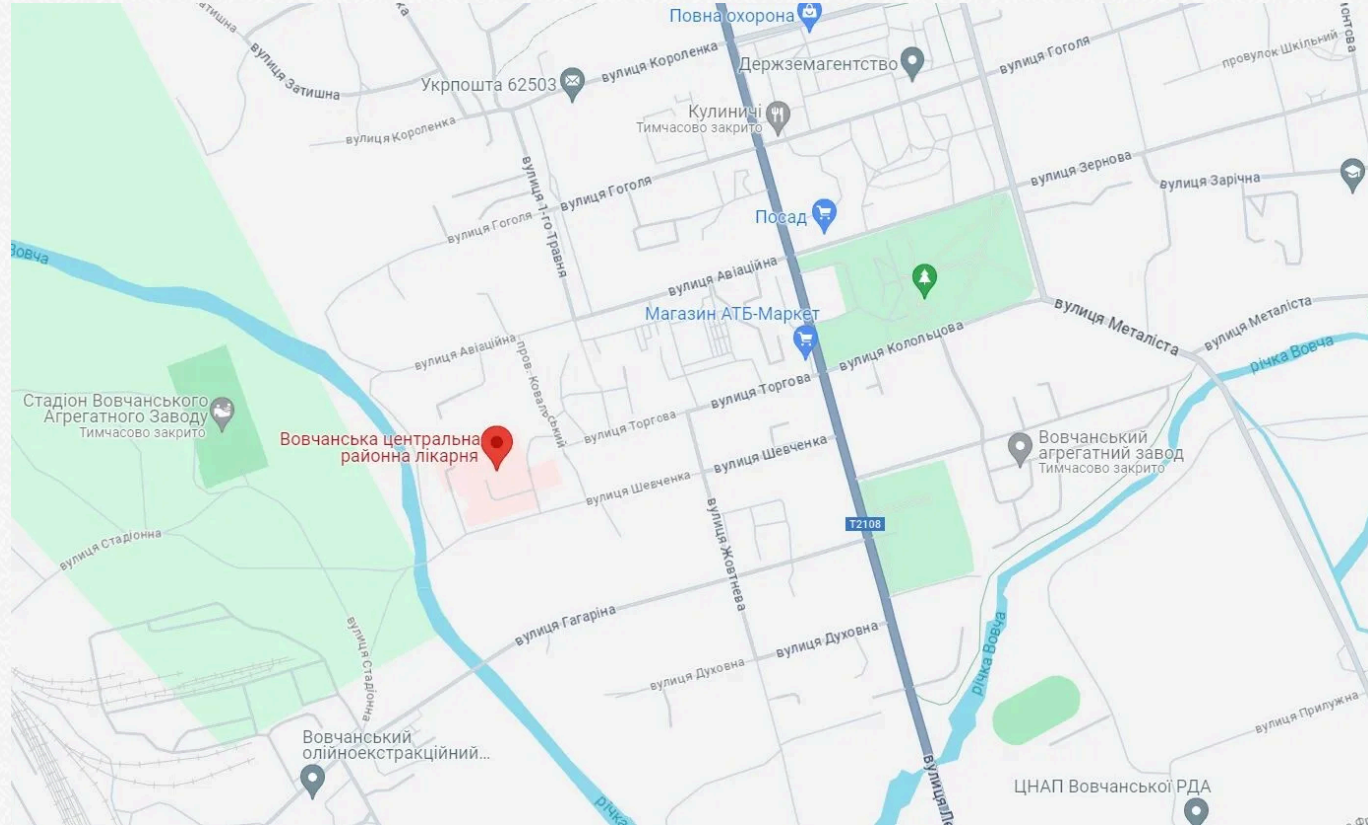 Повна охорона
вулиця Короленка
вулиця Гоголя
провулок Шкільний
Держземагентство
вулиця Затишна
Укрпошта 62503
Кулиничі
Тимчасово закрито
вулиця Короленка
вулиця Зернова
вулиця Зарічна
вулиця 1-го Травня
вулиця Гоголя
вулиця Гоголя
Посад
Вовча
вулиця Авіаційна
Магазин АТБ-Маркет
вулиця Металіста
вулиця Металіста
вулиця Колольцова
річка Вовча
вулиця Авіаційна
пров. Ковальський
вулиця Торгова
Стадіон Вовчанського
Агрегатного Заводу
Тимчасово закрито
вулиця Торгова
Вовчанська центральна
районна лікарня
вулиця Шевченка
Вовчанський
агрегатний завод
Тимчасово закрито
вулиця Шевченка
T2108
вулиця Стадіонна
вулиця Жовтнева
вулиця Гагаріна
вулиця Духовна
вулиця Духовна
річка Вовча
вулиця Стадіонна
вулиця Прилужна
Вовчанський
олійноекстракційний...
ЦНАП Вовчанської РДА
річка
вулиця